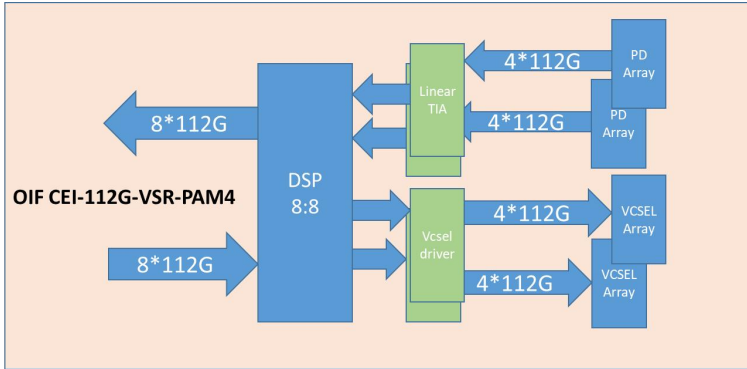 4*112G
PD
Array
Linear
TIA
8*112G
4*112G
PD
Array
DSP
8:8
OIF CEI-112G-VSR-PAM4
4*112G
VCSEL
Array
Vcsel
driver
8*112G
4*112G
VCSEL
Array